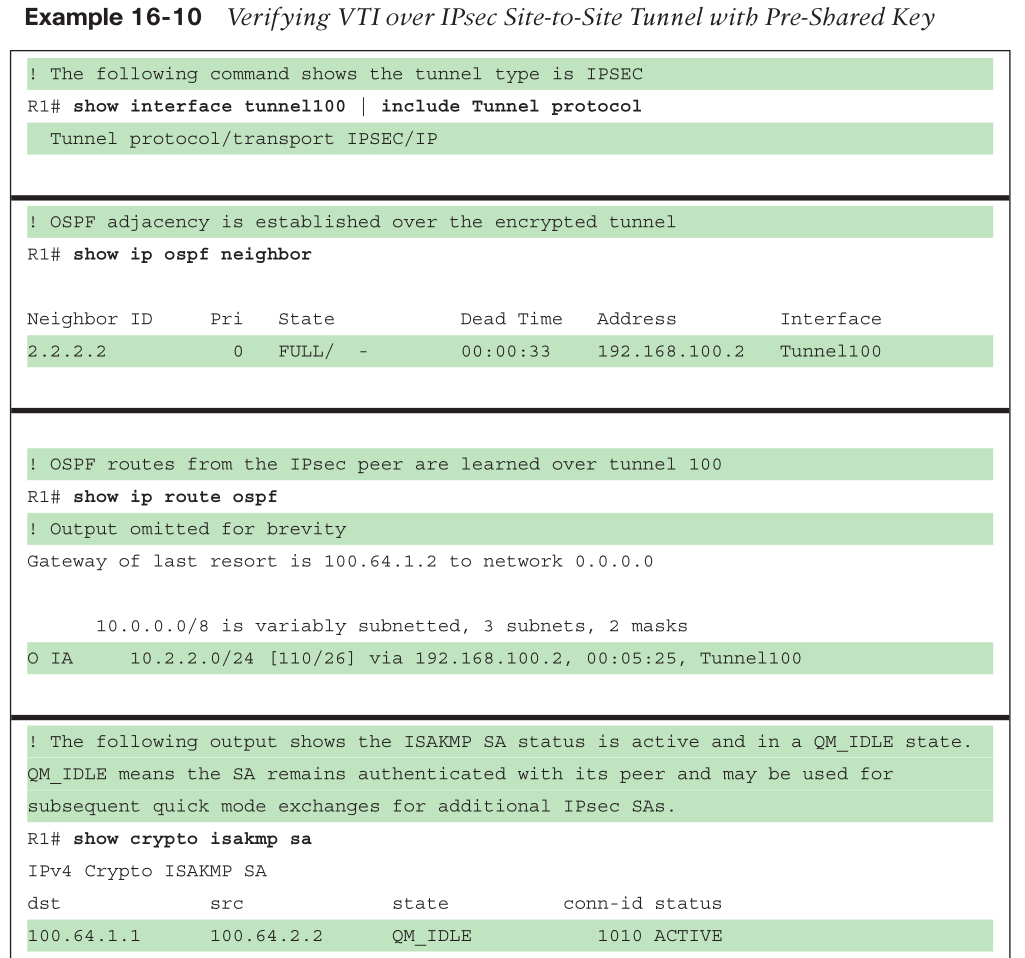 Example 16-10 Verifying VTI over IPsec Site-to-Site Tunnel with Pre-Shared Key
! The following command shows the tunnel type is IPSEC
R1# show interface tunnel100 | include Tunnel protocol
Tunnel protocol/transport IPSEC/IP
! OSPF adjacency is established over the encrypted tunnel
R1# show ip ospf neighbor
Neighbor ID Pri State Dead Time Address Interface
2.2.2.2 0 FULL/ - 00:00:33 192.168.100.2 Tunnel100
! OSPF routes from the IPsec peer are learned over tunnel 100
R1# show ip route ospf
! Output omitted for brevity
Gateway of last resort is 100.64.1.2 to network 0.0.0.0
10.0.0.0/8 is variably subnetted, 3 subnets, 2 masks
O IA 10.2.2.0/24 [110/26] via 192.168.100.2, 00:05:25, Tunnel100
! The following output shows the ISAKMP SA status is active and in a QM_IDLE state.
QM_IDLE means the SA remains authenticated with its peer and may be used for
subsequent quick mode exchanges for additional IPsec SAs.
R1# show crypto isakmp sa
IPv4 Crypto ISAKMP SA
dst src state conn-id status
100.64.1.1 100.64.2.2 QM_IDLE 1010 ACTIVE